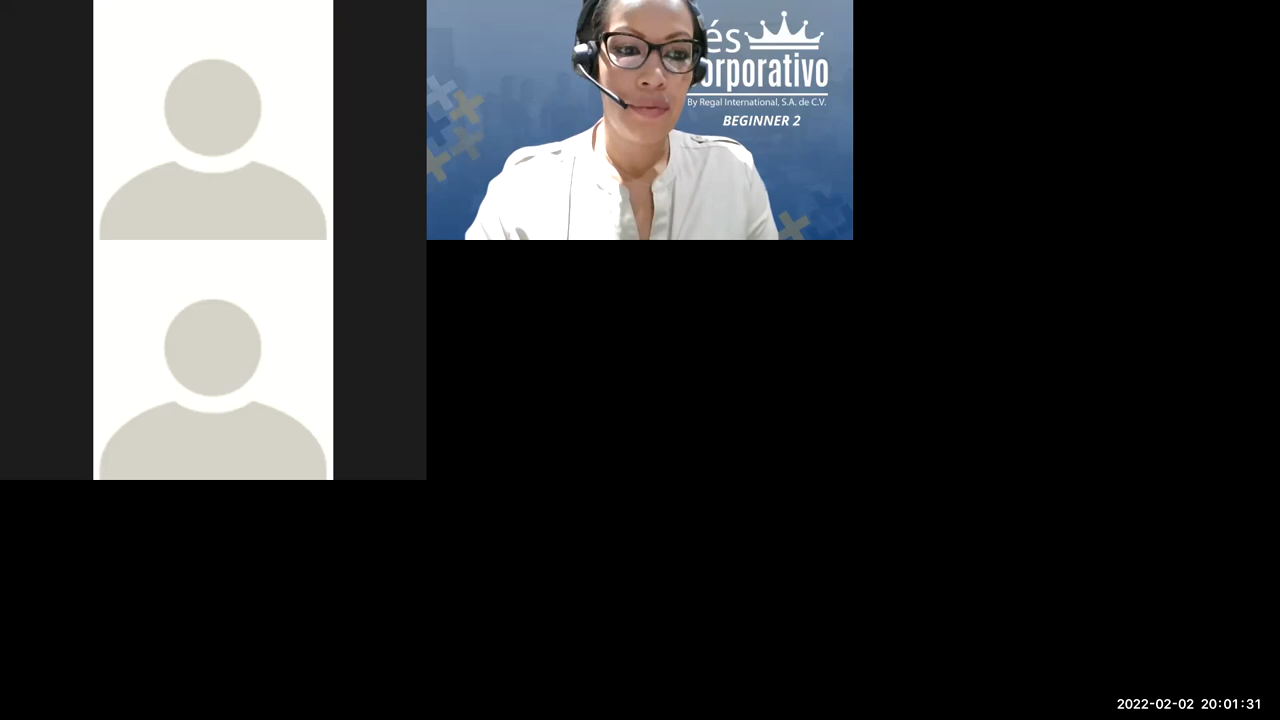 és
orporativo
By Regal International, S.A. de C.V.
BEGINNER 2
2022-02-02 20:01:31